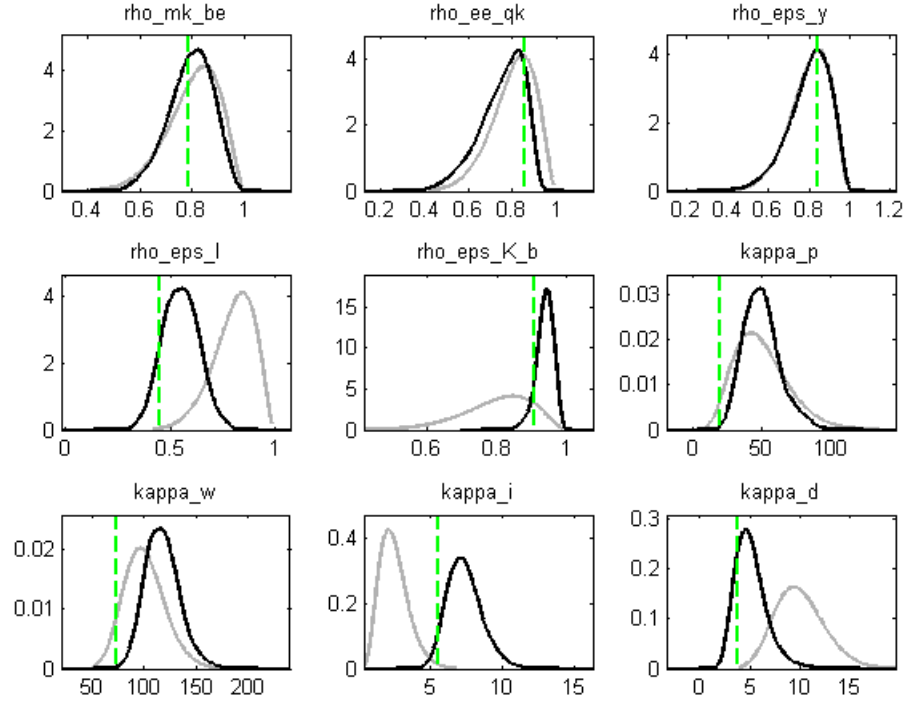 rho_mk_be
rho_ee_qk
rho_eps_y
4
2
0
0.4 0.6 0.8 1
4
2
0
0.2 0.4 0.6 0.8 1
4
2
0
0.2 0.4 0.6 0.8 1 1.2
rho_eps_l
rho_eps_K_b
kappa_p
4
2
0
0 0.5 1
15
10
5
0
0.6 0.8 1
0.03
0.02
0.01
0
0 50 100
kappa_w
kappa_i
kappa_d
0.02
0.01
0
50 100 150 200
0.4
0.2
0
5 10 15
0.3
0.2
0.1
0
0 5 10 15